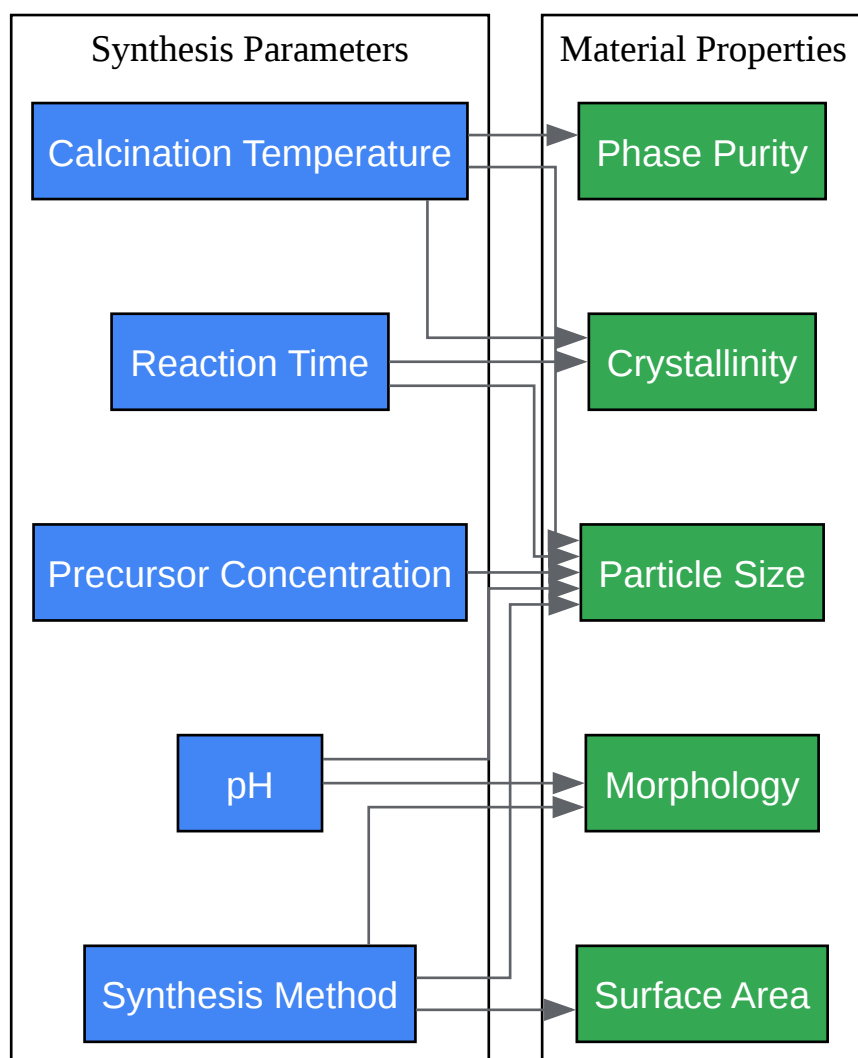 Synthesis Parameters
Material Properties
Calcination Temperature
Phase Purity
Reaction Time
Crystallinity
Precursor Concentration
Particle Size
pH
Morphology
Synthesis Method
Surface Area